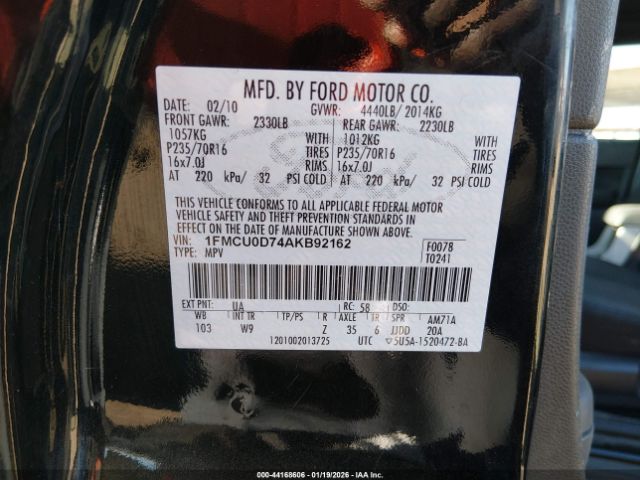 MFD. BY FORD MOTOR CO.
DATE: 02/10 GVWR: 4440LB/ 2014KG
FRONT GAWR: 2330LB REAR GAWR: 2230LB
1057KG WITH 1012KG WITH
P235/70R16 TIRES P235/70R16 TIRES
16x7.0J RIMS 16x7.0J RIMS
AT 220 kPa/ 32 PSI COLD AT 220 kPa/ 32 PSI COLD
THIS VEHICLE CONFORMS TO ALL APPLICABLE FEDERAL MOTOR
VEHICLE SAFETY AND THEFT PREVENTION STANDARDS IN
EFFECT ON THE DATE OF MANUFACTURE SHOWN ABOVE.
VIN: 1FMCU0D74AKB92162 F0078
TYPE: MPV T0241
EXT PNT: UA RC: 58 DSO:
WB INT TR TP/PS R AXLE TR SPR AM71A
103 W9 Z 35 6 JJDD 20A
1201002013725 UTC ▽5U5A-1520472-BA
000-44168606 - 01/19/2026 - IAA Inc.